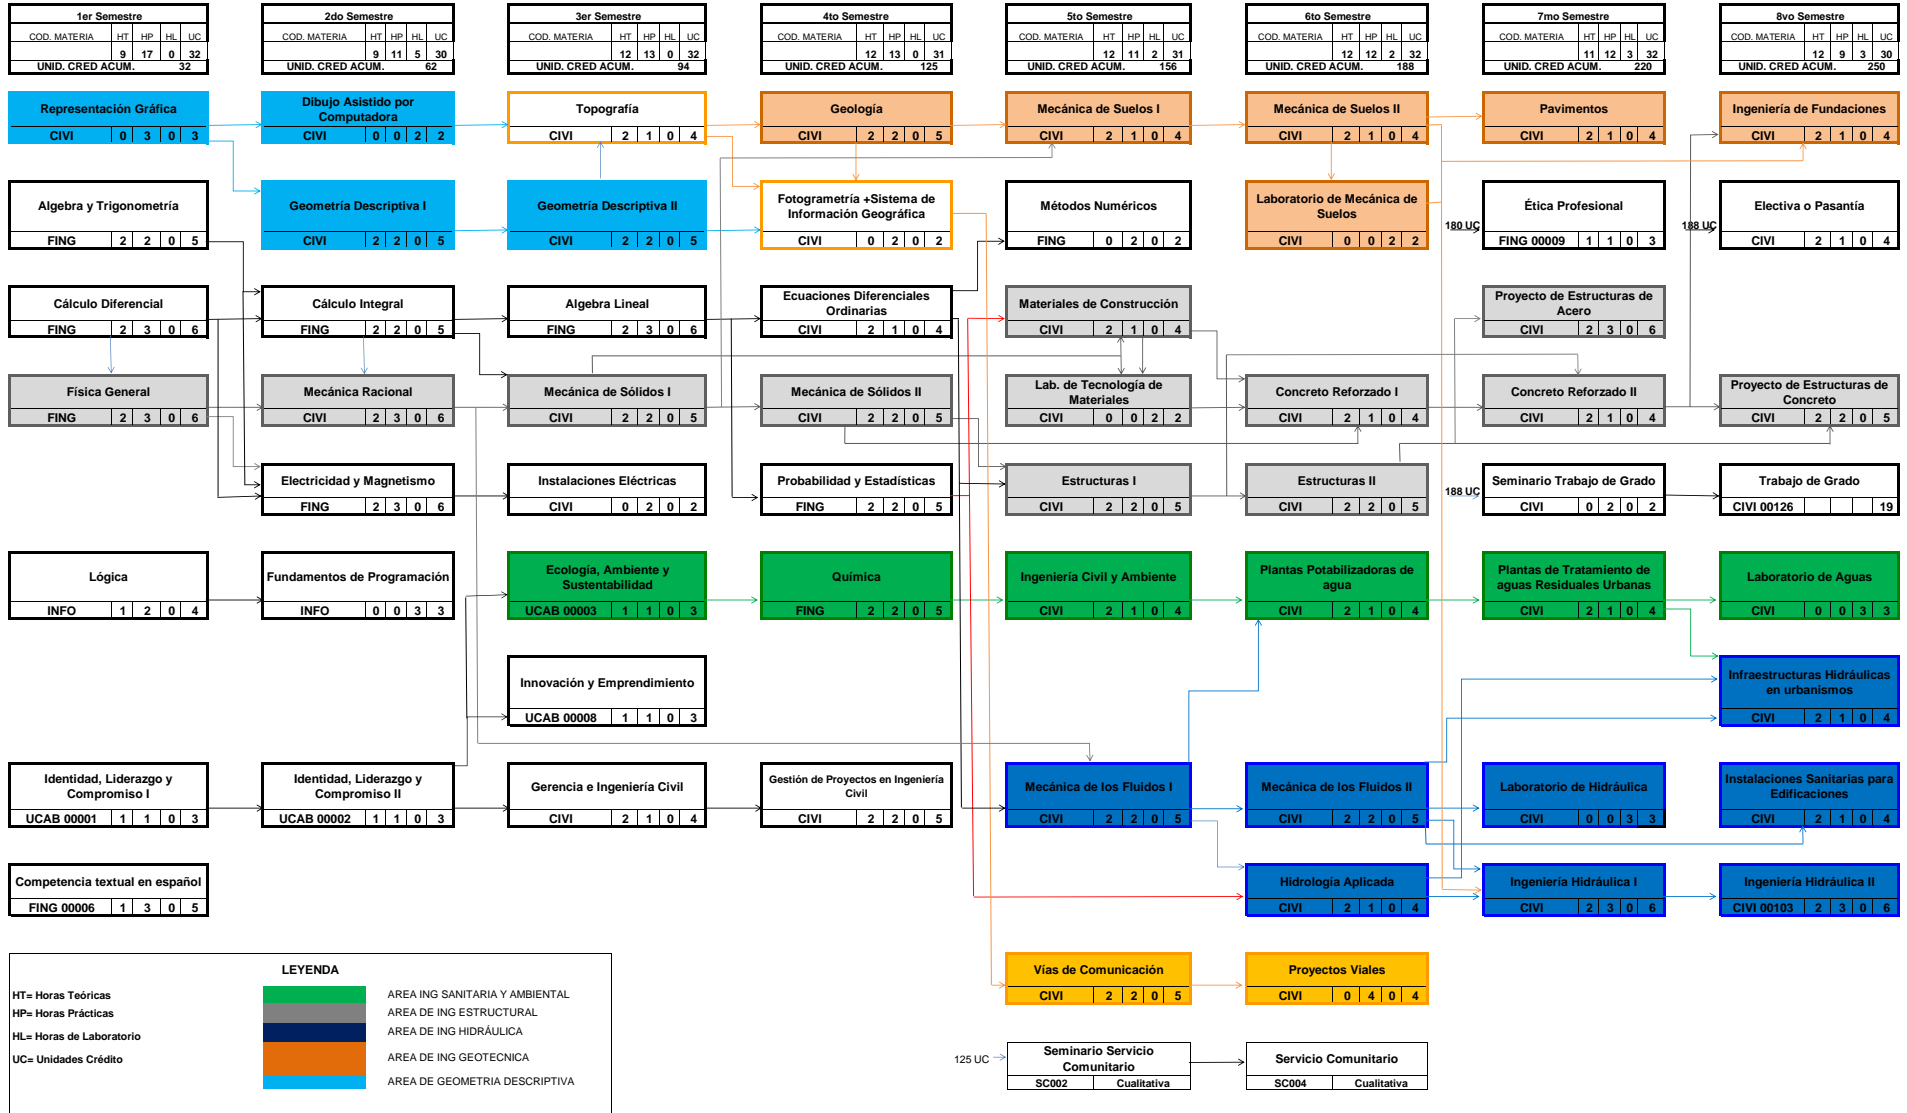 1er Semestre
COD. MATERIA HT HP HL UC
9 17 0 32
UNID. CRED ACUM. 32
2do Semestre
COD. MATERIA HT HP HL UC
9 11 5 30
UNID. CRED ACUM. 62
3er Semestre
COD. MATERIA HT HP HL UC
12 13 0 32
UNID. CRED ACUM. 94
4to Semestre
COD. MATERIA HT HP HL UC
12 13 0 31
UNID. CRED ACUM. 125
5to Semestre
COD. MATERIA HT HP HL UC
12 11 2 31
UNID. CRED ACUM. 156
6to Semestre
COD. MATERIA HT HP HL UC
12 12 2 32
UNID. CRED ACUM. 188
7mo Semestre
COD. MATERIA HT HP HL UC
11 12 3 32
UNID. CRED ACUM. 220
8vo Semestre
COD. MATERIA HT HP HL UC
12 9 3 30
UNID. CRED ACUM. 250
Representación Gráfica
CIVI 0 3 0 3
Dibujo Asistido por
Computadora
CIVI 0 0 2 2
Topografía
CIVI 2 1 0 4
Geología
CIVI 2 2 0 5
Mecánica de Suelos I
CIVI 2 1 0 4
Mecánica de Suelos II
CIVI 2 1 0 4
Pavimentos
CIVI 2 1 0 4
Ingeniería de Fundaciones
CIVI 2 1 0 4
Algebra y Trigonometría
FING 2 2 0 5
Geometría Descriptiva I
CIVI 2 2 0 5
Geometría Descriptiva II
CIVI 2 2 0 5
Fotogrametría +Sistema de
Información Geográfica
CIVI 0 2 0 2
Métodos Numéricos
FING 0 2 0 2
Laboratorio de Mecánica de
Suelos
CIVI 0 0 2 2
180 UC
Ética Profesional
FING 00009 1 1 0 3
188 UC
Electiva o Pasantía
CIVI 2 1 0 4
Cálculo Diferencial
FING 2 3 0 6
Cálculo Integral
FING 2 2 0 5
Algebra Lineal
FING 2 3 0 6
Ecuaciones Diferenciales
Ordinarias
CIVI 2 1 0 4
Materiales de Construcción
CIVI 2 1 0 4
Proyecto de Estructuras de
Acero
CIVI 2 3 0 6
Física General
FING 2 3 0 6
Mecánica Racional
CIVI 2 3 0 6
Mecánica de Sólidos I
CIVI 2 2 0 5
Mecánica de Sólidos II
CIVI 2 2 0 5
Lab. de Tecnología de
Materiales
CIVI 0 0 2 2
Concreto Reforzado I
CIVI 2 1 0 4
Concreto Reforzado II
CIVI 2 1 0 4
Proyecto de Estructuras de
Concreto
CIVI 2 2 0 5
Electricidad y Magnetismo
FING 2 3 0 6
Instalaciones Eléctricas
CIVI 0 2 0 2
Probabilidad y Estadísticas
FING 2 2 0 5
Estructuras I
CIVI 2 2 0 5
Estructuras II
CIVI 2 2 0 5
188 UC
Seminario Trabajo de Grado
CIVI 0 2 0 2
Trabajo de Grado
CIVI 00126 19
Lógica
INFO 1 2 0 4
Fundamentos de Programación
INFO 0 0 3 3
Ecología, Ambiente y
Sustentabilidad
UCAB 00003 1 1 0 3
Química
FING 2 2 0 5
Ingeniería Civil y Ambiente
CIVI 2 1 0 4
Plantas Potabilizadoras de
agua
CIVI 2 1 0 4
Plantas de Tratamiento de
aguas Residuales Urbanas
CIVI 2 1 0 4
Laboratorio de Aguas
CIVI 0 0 3 3
Innovación y Emprendimiento
UCAB 00008 1 1 0 3
Infraestructuras Hidráulicas
en urbanismos
CIVI 2 1 0 4
Identidad, Liderazgo y
Compromiso I
UCAB 00001 1 1 0 3
Identidad, Liderazgo y
Compromiso II
UCAB 00002 1 1 0 3
Gerencia e Ingeniería Civil
CIVI 2 1 0 4
Gestión de Proyectos en Ingeniería
Civil
CIVI 2 2 0 5
Mecánica de los Fluidos I
CIVI 2 2 0 5
Mecánica de los Fluidos II
CIVI 2 2 0 5
Laboratorio de Hidráulica
CIVI 0 0 3 3
Instalaciones Sanitarias para
Edificaciones
CIVI 2 1 0 4
Competencia textual en español
FING 00006 1 3 0 5
Hidrología Aplicada
CIVI 2 1 0 4
Ingeniería Hidráulica I
CIVI 2 3 0 6
Ingeniería Hidráulica II
CIVI 00103 2 3 0 6
Vías de Comunicación
CIVI 2 2 0 5
Proyectos Viales
CIVI 0 4 0 4
LEYENDA
HT= Horas Teóricas
HP= Horas Prácticas
HL= Horas de Laboratorio
UC= Unidades Crédito
AREA ING SANITARIA Y AMBIENTAL
AREA DE ING ESTRUCTURAL
AREA DE ING HIDRÁULICA
AREA DE ING GEOTECNICA
AREA DE GEOMETRIA DESCRIPTIVA
125 UC
Seminario Servicio
Comunitario
SC002 Cualitativa
Servicio Comunitario
SC004 Cualitativa